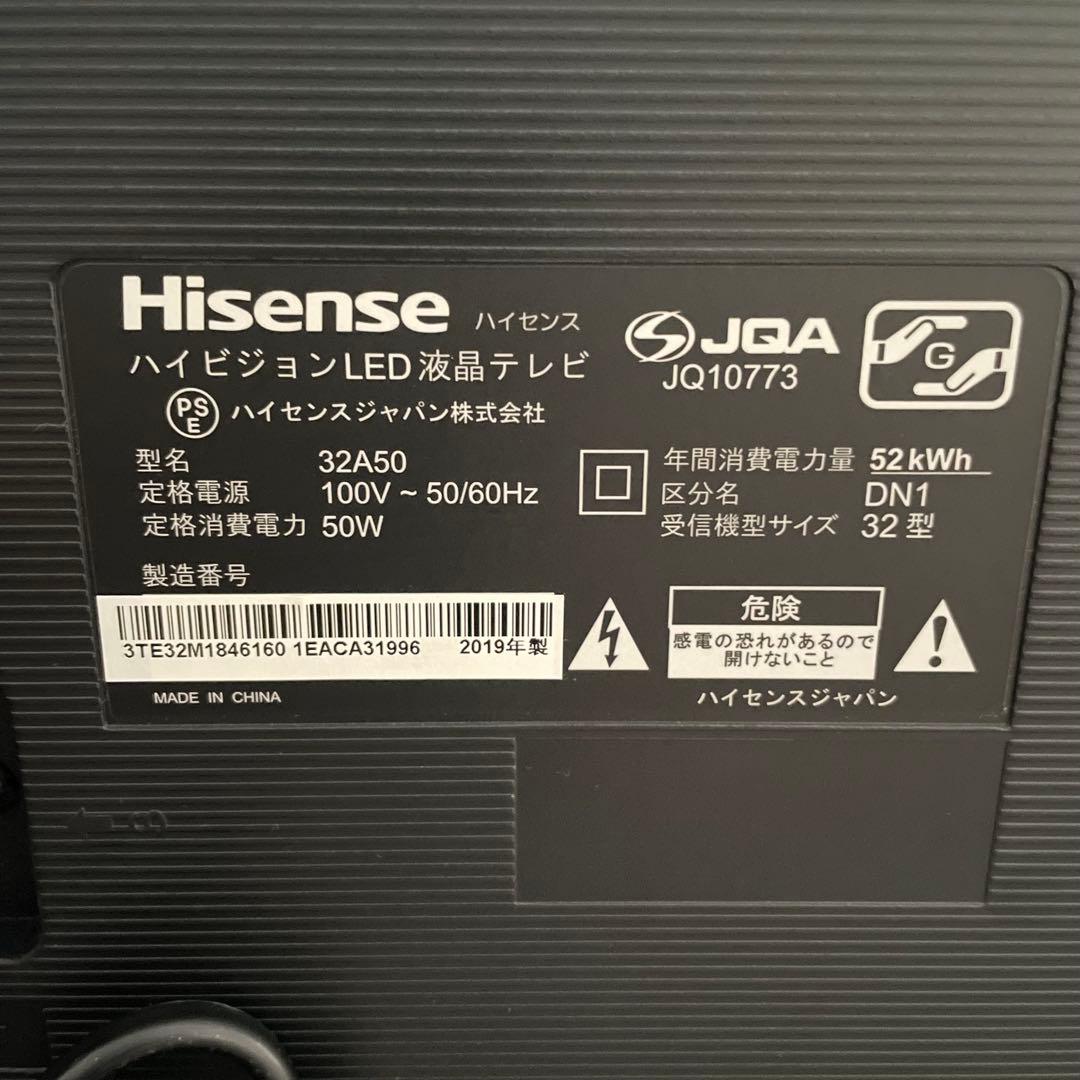 Hisense ハイセンス
ハイビジョンLED液晶テレビ
PSE ハイセンスジャパン株式会社
JQA
JQ10773
G
型名 32A50
定格電源 100V ~ 50/60Hz
定格消費電力 50W
年間消費電力量 52kWh
区分名 DN1
受信機型サイズ 32型
製造番号
3TE32M1846160 1EACA31996 2019年製
MADE IN CHINA
危険
感電の恐れがあるので
開けないこと
ハイセンスジャパン